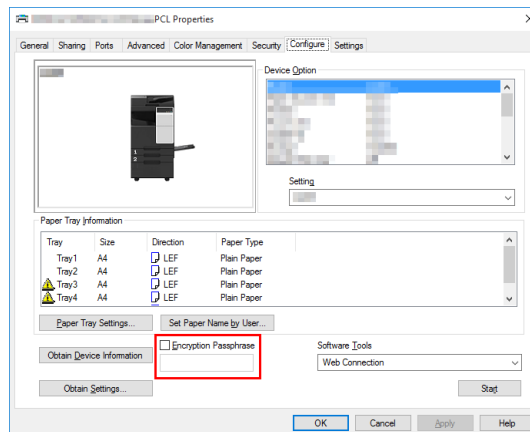 PCL Properties
General Sharing Ports Advanced Color Management Security Configure Settings
Device Option
1
2
Setting
Paper Tray Information
Tray Size Direction Paper Type
Tray1 A4 LEF Plain Paper
Tray2 A4 LEF Plain Paper
Tray3 A4 LEF Plain Paper
Tray4 A4 LEF Plain Paper
Paper Tray Settings... Set Paper Name by User...
Obtain Device Information
Encryption Passphrase
Software Tools
Web Connection
Obtain Settings...
Start
OK Cancel Apply Help